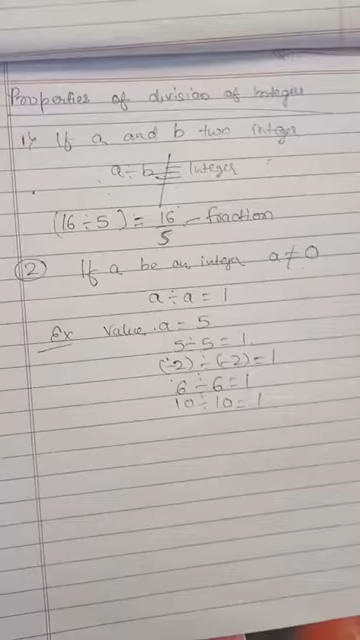 Properties of division of Integer
1) If a and b two integer
a ÷ b ≠ Integer
(16 ÷ 5) = 16/5 – fraction
(2) If a be an integer a ≠ 0
a ÷ a = 1
Ex value a = 5
5 ÷ 5 = 1
(-2) ÷ (-2) = 1
6 ÷ 6 = 1
10 ÷ 10 = 1